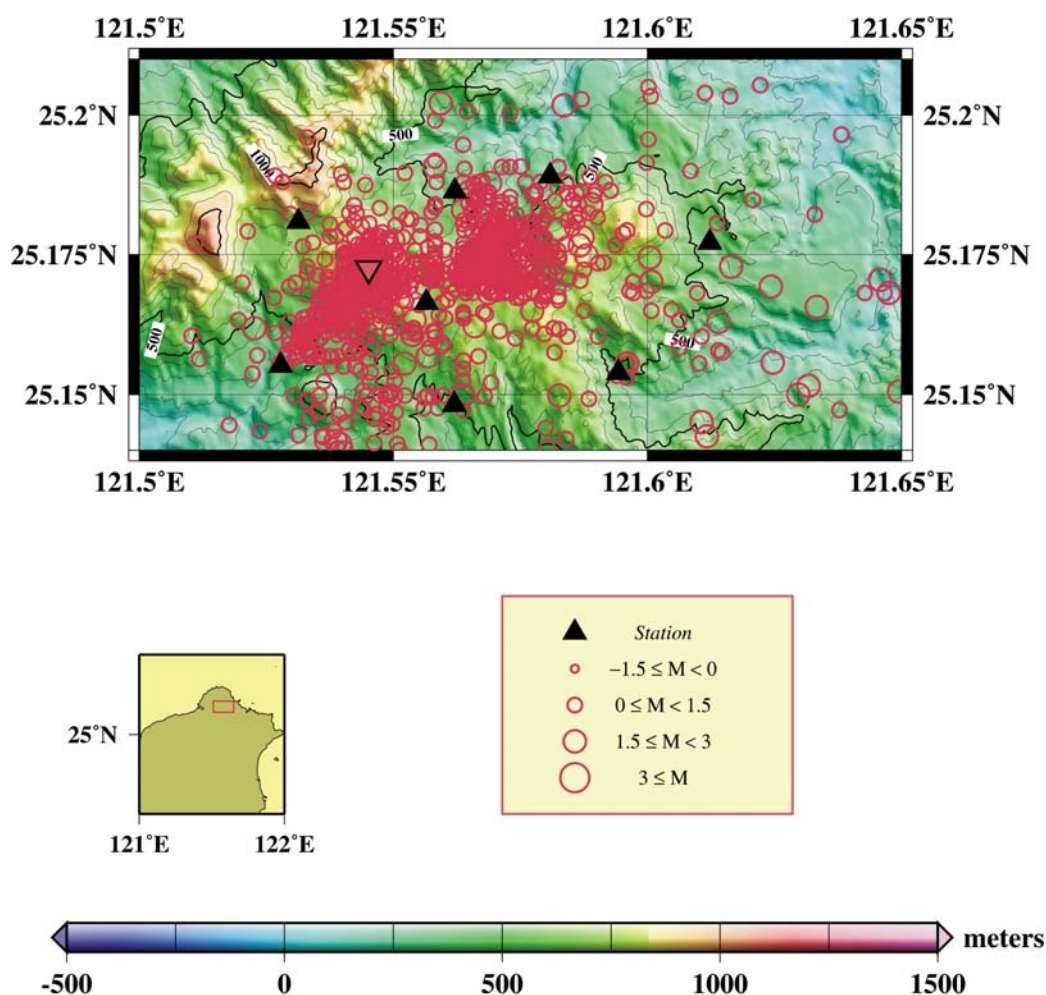 121.5°E 121.55°E 121.6°E 121.65°E
25.2°N 25.2°N
500
1000
500
25.175°N 25.175°N
500
500
25.15°N 25.15°N
121.5°E 121.55°E 121.6°E 121.65°E
Station
−1.5 ≤ M < 0
0 ≤ M < 1.5
1.5 ≤ M < 3
3 ≤ M
25°N
121°E 122°E
meters
-500 0 500 1000 1500